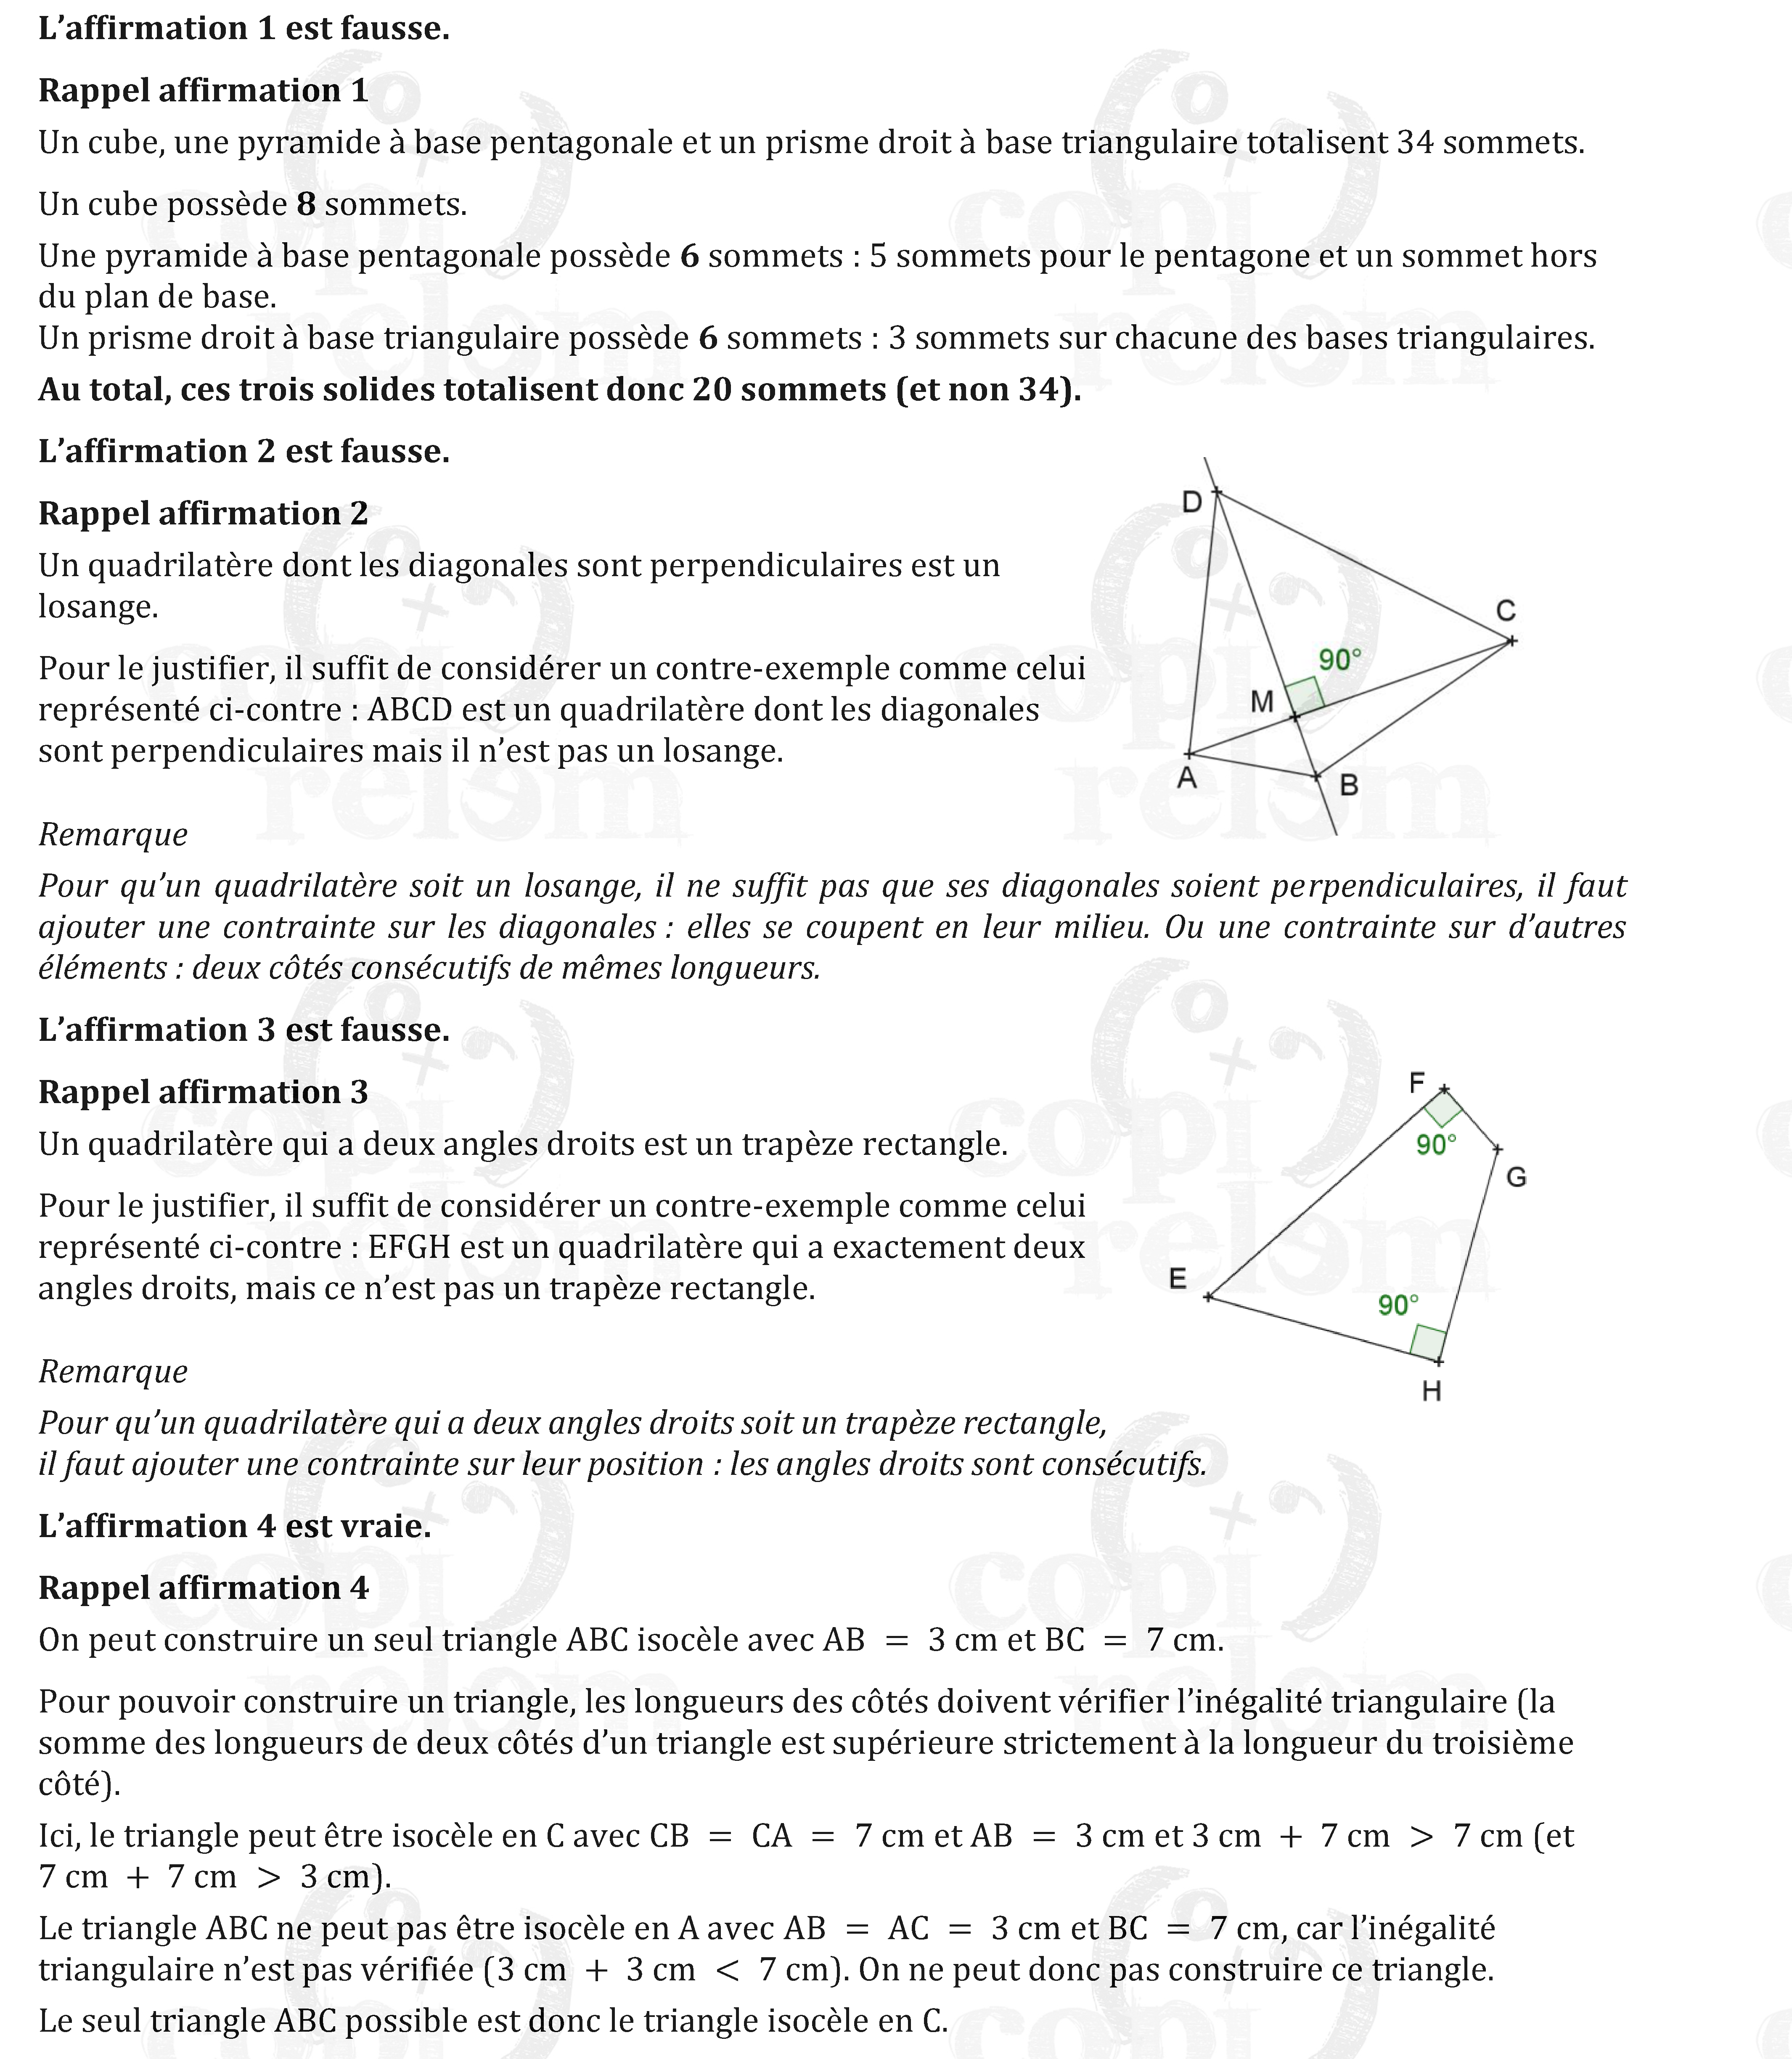 L’affirmation 1 est fausse.
Rappel affirmation 1
Un cube, une pyramide à base pentagonale et un prisme droit à base triangulaire totalisent 34 sommets.
Un cube possède 8 sommets.
Une pyramide à base pentagonale possède 6 sommets : 5 sommets pour le pentagone et un sommet hors
du plan de base.
Un prisme droit à base triangulaire possède 6 sommets : 3 sommets sur chacune des bases triangulaires.
Au total, ces trois solides totalisent donc 20 sommets (et non 34).
L’affirmation 2 est fausse.
Rappel affirmation 2
Un quadrilatère dont les diagonales sont perpendiculaires est un
losange.
Pour le justifier, il suffit de considérer un contre-exemple comme celui
représenté ci-contre : ABCD est un quadrilatère dont les diagonales
sont perpendiculaires mais il n’est pas un losange.
D
C
90°
M
A
B
Remarque
Pour qu’un quadrilatère soit un losange, il ne suffit pas que ses diagonales soient perpendiculaires, il faut
ajouter une contrainte sur les diagonales : elles se coupent en leur milieu. Ou une contrainte sur d’autres
éléments : deux côtés consécutifs de mêmes longueurs.
L’affirmation 3 est fausse.
Rappel affirmation 3
Un quadrilatère qui a deux angles droits est un trapèze rectangle.
Pour le justifier, il suffit de considérer un contre-exemple comme celui
représenté ci-contre : EFGH est un quadrilatère qui a exactement deux
angles droits, mais ce n’est pas un trapèze rectangle.
F
90°
G
E
90°
H
Remarque
Pour qu’un quadrilatère qui a deux angles droits soit un trapèze rectangle,
il faut ajouter une contrainte sur leur position : les angles droits sont consécutifs.
L’affirmation 4 est vraie.
Rappel affirmation 4
On peut construire un seul triangle ABC isocèle avec AB = 3 cm et BC = 7 cm.
Pour pouvoir construire un triangle, les longueurs des côtés doivent vérifier l’inégalité triangulaire (la
somme des longueurs de deux côtés d’un triangle est supérieure strictement à la longueur du troisième
côté).
Ici, le triangle peut être isocèle en C avec CB = CA = 7 cm et AB = 3 cm et 3 cm + 7 cm > 7 cm (et
7 cm + 7 cm > 3 cm).
Le triangle ABC ne peut pas être isocèle en A avec AB = AC = 3 cm et BC = 7 cm, car l’inégalité
triangulaire n’est pas vérifiée (3 cm + 3 cm < 7 cm). On ne peut donc pas construire ce triangle.
Le seul triangle ABC possible est donc le triangle isocèle en C.
copi
relem